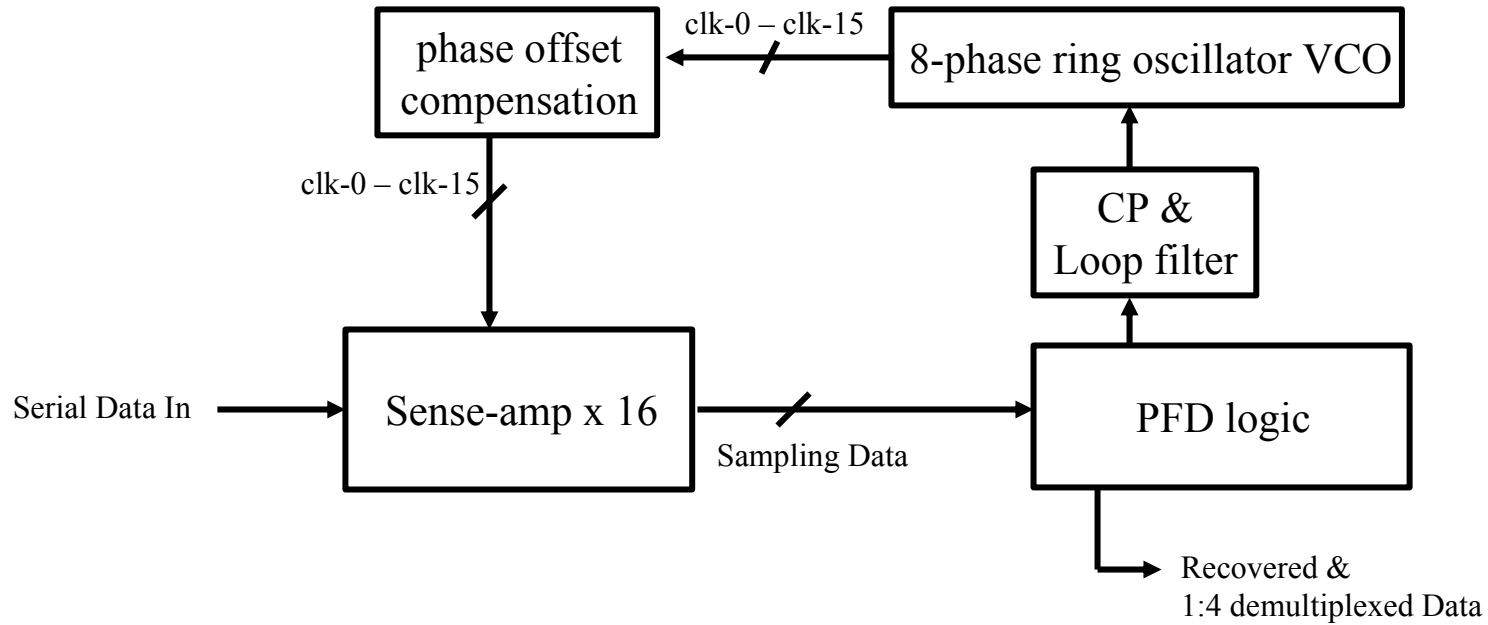 phase offset
compensation
clk-0 – clk-15
8-phase ring oscillator VCO
clk-0 – clk-15
CP &
Loop filter
Serial Data In
Sense-amp x 16
Sampling Data
PFD logic
Recovered &
1:4 demultiplexed Data